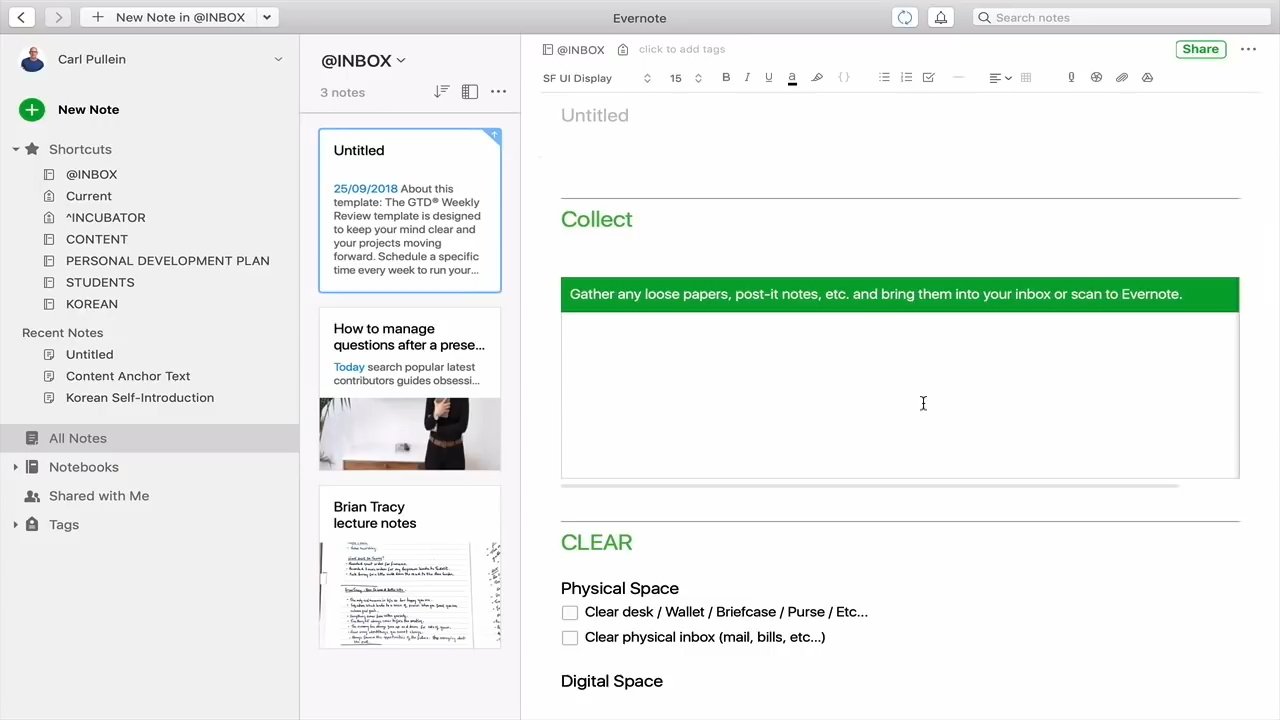 New Note in @INBOX
Evernote
Search notes
Carl Pullein
New Note
Shortcuts
@INBOX
Current
^INCUBATOR
CONTENT
PERSONAL DEVELOPMENT PLAN
STUDENTS
KOREAN
Recent Notes
Untitled
Content Anchor Text
Korean Self-Introduction
All Notes
Notebooks
Shared with Me
Tags
@INBOX
3 notes
Untitled
25/09/2018 About this
template: The GTD® Weekly
Review template is designed
to keep your mind clear and
your projects moving
forward. Schedule a specific
time every week to run your...
How to manage
questions after a prese...
Today search popular latest
contributors guides obsessi...
Brian Tracy
lecture notes
@INBOX
click to add tags
Share
SF UI Display
15
B I U a
Untitled
Collect
Gather any loose papers, post-it notes, etc. and bring them into your inbox or scan to Evernote.
CLEAR
Physical Space
Clear desk / Wallet / Briefcase / Purse / Etc...
Clear physical inbox (mail, bills, etc...)
Digital Space